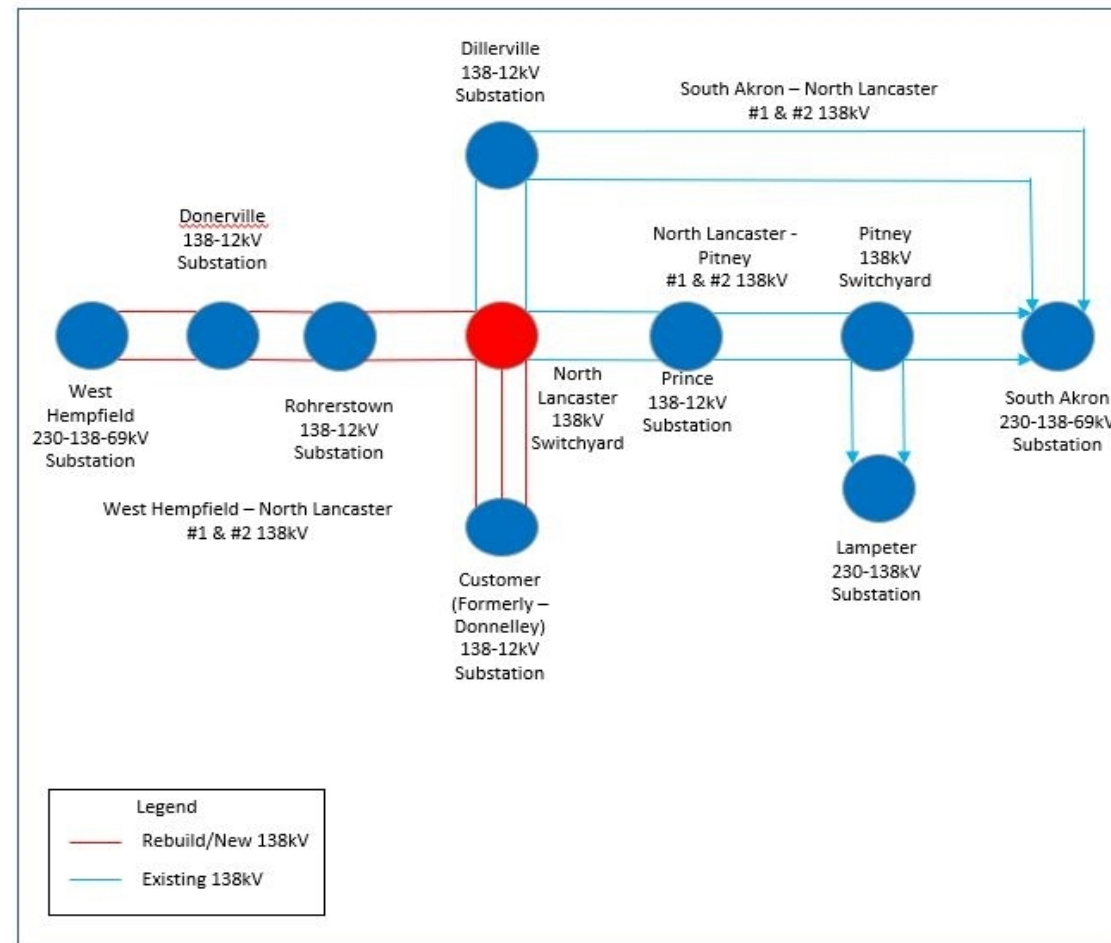 Dillerville
138-12kV
Substation
South Akron – North Lancaster
#1 & #2 138kV
Donerville
138-12kV
Substation
North Lancaster -
Pitney
#1 & #2 138kV
Pitney
138kV
Switchyard
West
Hempfield
230-138-69kV
Substation
Rohrerstown
138-12kV
Substation
North
Lancaster
138kV
Switchyard
Prince
138-12kV
Substation
South Akron
230-138-69kV
Substation
West Hempfield – North Lancaster
#1 & #2 138kV
Customer
(Formerly –
Donnelley)
138-12kV
Substation
Lampeter
230-138kV
Substation
Legend
Rebuild/New 138kV
Existing 138kV